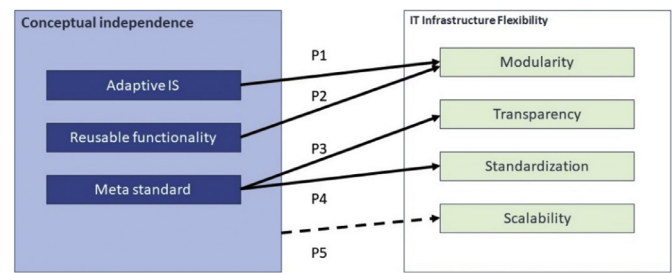 Conceptual independence
Adaptive IS
Reusable functionality
Meta standard
P1
P2
P3
P4
P5
IT Infrastructure Flexibility
Modularity
Transparency
Standardization
Scalability